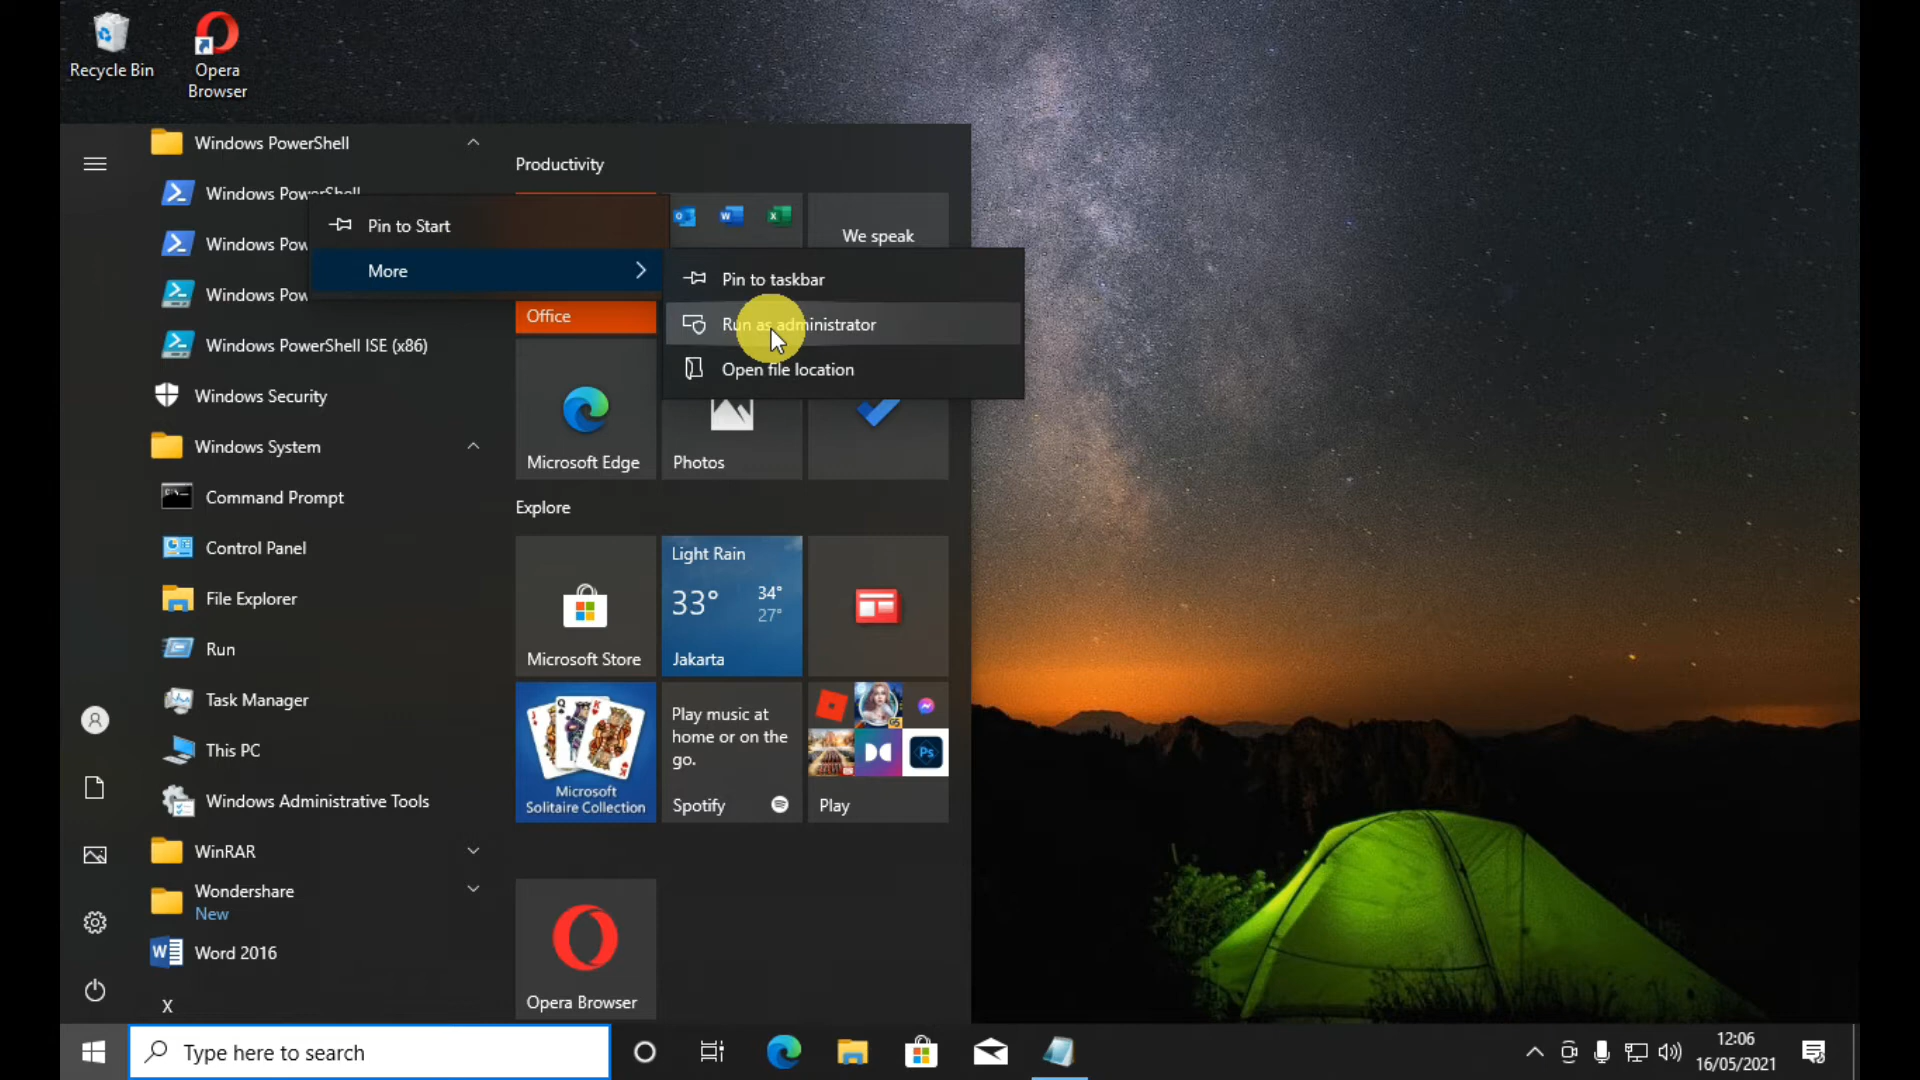 Recycle Bin
Opera
Browser
Windows PowerShell
Productivity
Windows PowerShell
Pin to Start
More
We speak
Pin to taskbar
Run as administrator
Open file location
Office
Windows PowerShell ISE (x86)
Windows Security
Windows System
Microsoft Edge
Photos
Command Prompt
Explore
Control Panel
File Explorer
Run
Task Manager
This PC
Windows Administrative Tools
Light Rain
33°
34°
27°
Microsoft Store
Jakarta
Microsoft
Solitaire Collection
Play music at
home or on the
go.
Spotify
Ps
Play
WinRAR
Wondershare
New
Word 2016
X
Opera Browser
Type here to search
12:06
16/05/2021